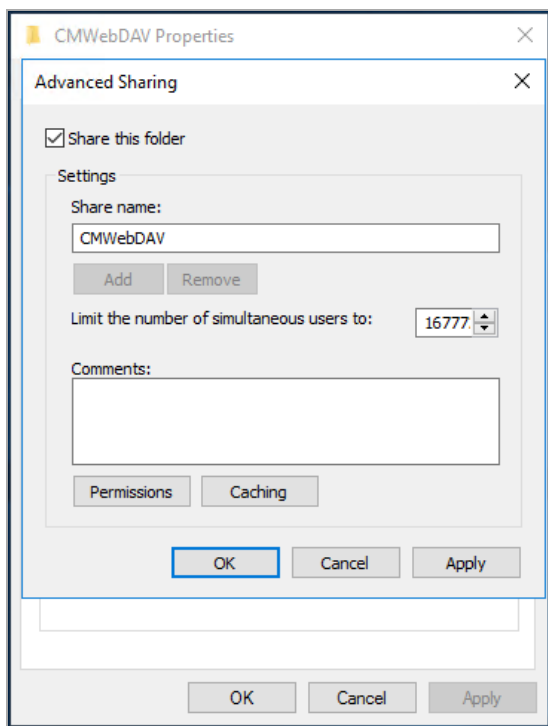 CMWebDAV Properties
Advanced Sharing
Share this folder
Settings
Share name:
CMWebDAV
Add Remove
Limit the number of simultaneous users to: 16777
Comments:
Permissions Caching
OK Cancel Apply
OK Cancel Apply